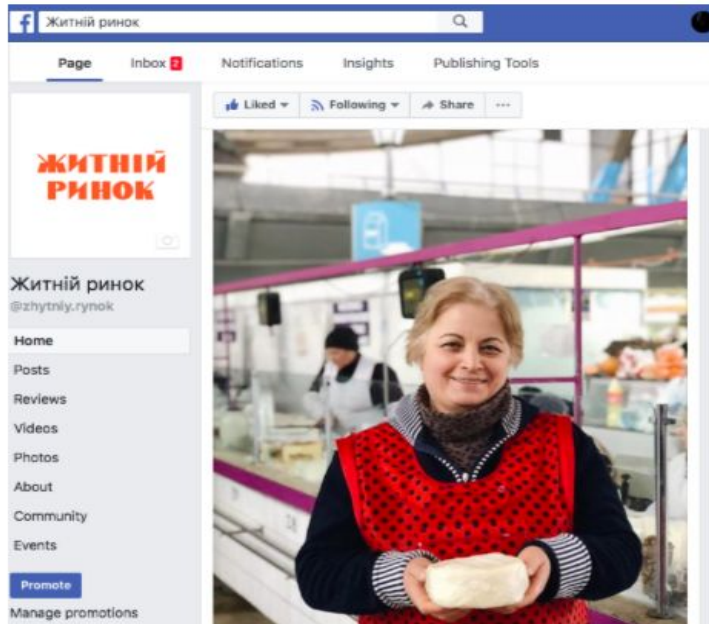 Житній ринок
Page
Inbox 2
Notifications
Insights
Publishing Tools
Liked
Following
Share
ЖИТНІЙ
РИНОК
Житній ринок
@zhytniy.rynok
Home
Posts
Reviews
Videos
Photos
About
Community
Events
Promote
Manage promotions